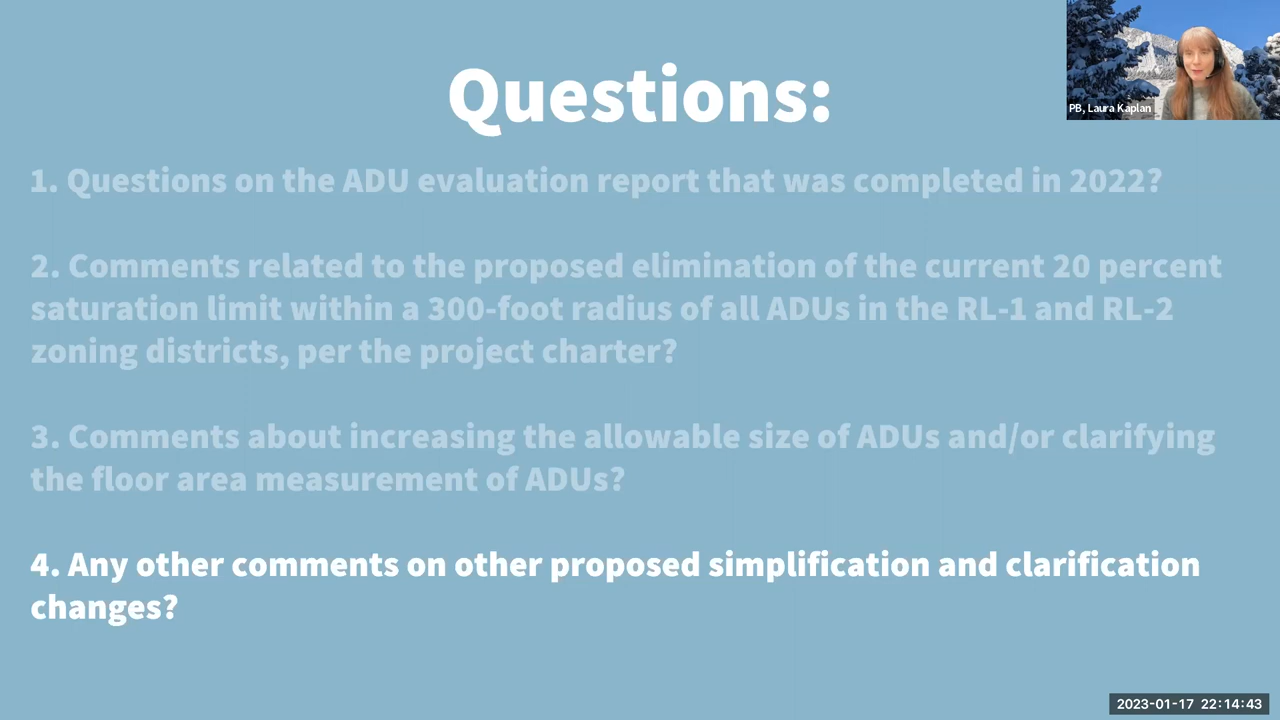 Questions:
PB, Laura Kaplan
1. Questions on the ADU evaluation report that was completed in 2022?
2. Comments related to the proposed elimination of the current 20 percent
saturation limit within a 300-foot radius of all ADUs in the RL-1 and RL-2
zoning districts, per the project charter?
3. Comments about increasing the allowable size of ADUs and/or clarifying
the floor area measurement of ADUs?
4. Any other comments on other proposed simplification and clarification
changes?
2023-01-17 22:14:43